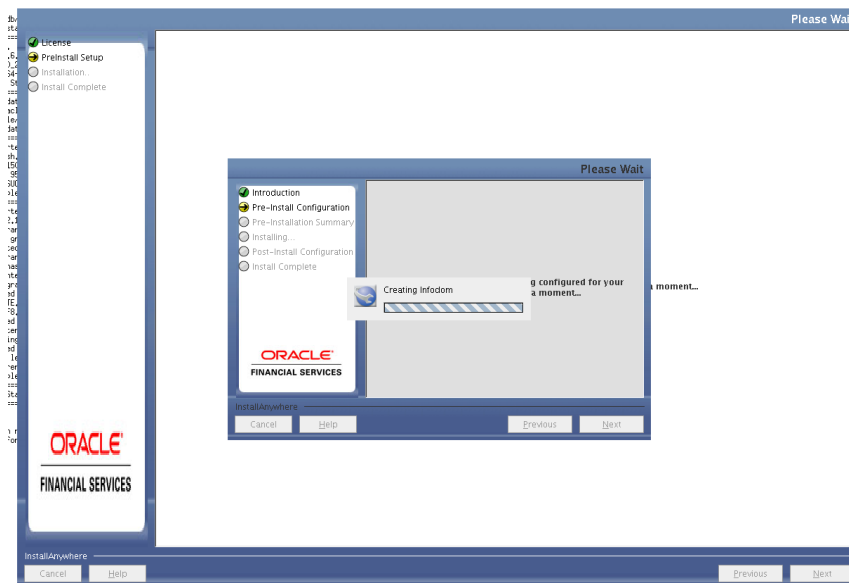 Please Wai
License
PreInstall Setup
Installation..
Install Complete
Please Wait
Introduction
Pre-Install Configuration
Pre-Installation Summary
Installing...
Post-Install Configuration
Install Complete
Creating Infodom
g configured for your
a moment...
a moment...
ORACLE
FINANCIAL SERVICES
InstallAnywhere
Cancel
Help
Previous
Next
ORACLE
FINANCIAL SERVICES
InstallAnywhere
Cancel
Help
Previous
Next